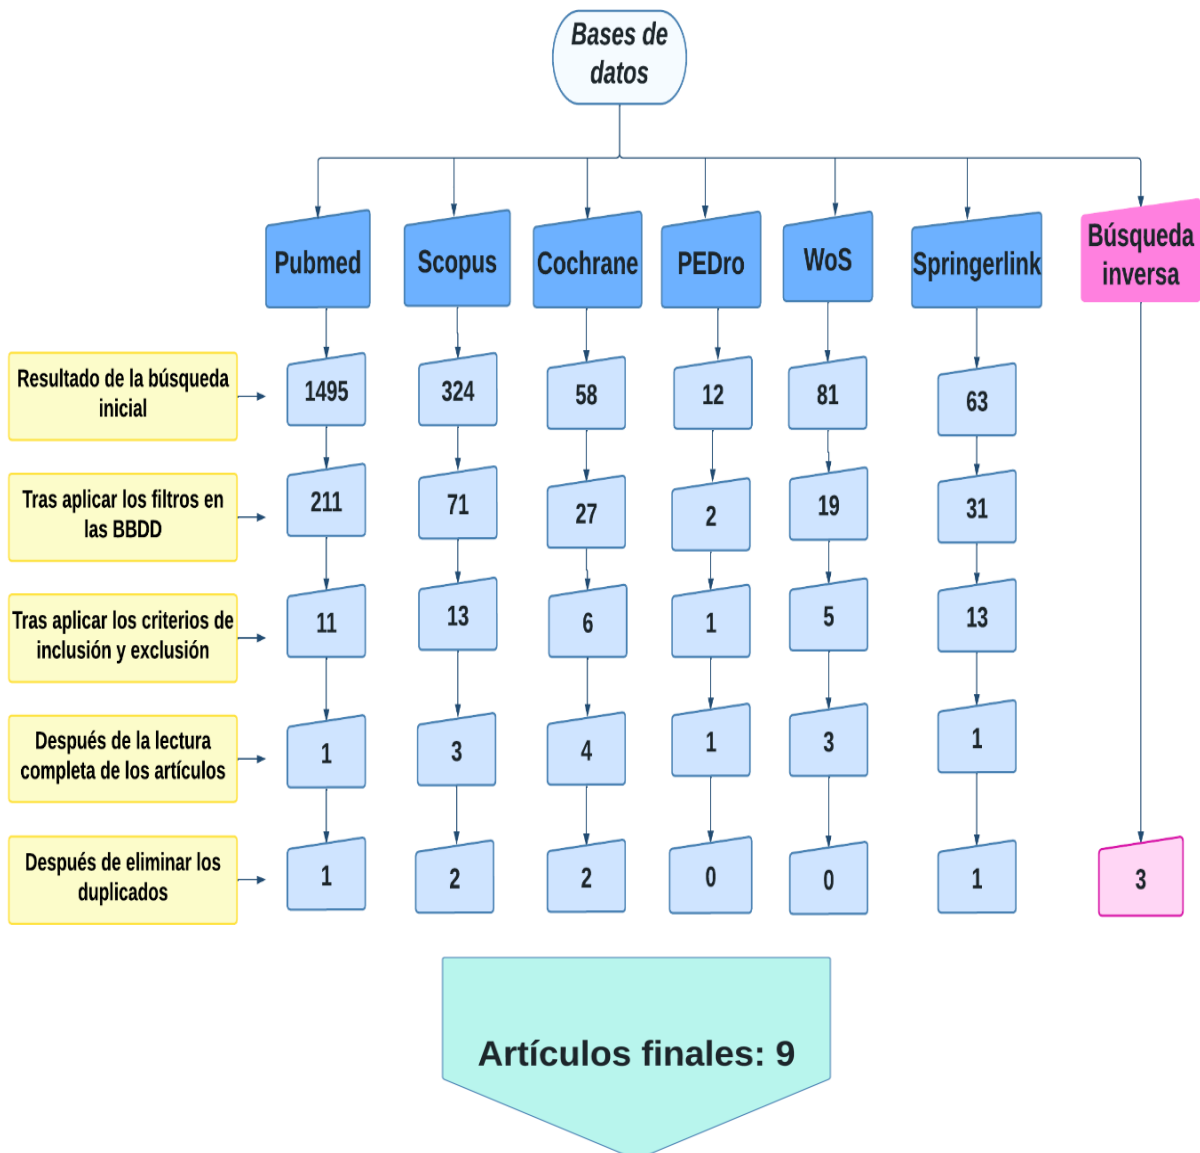 Bases de
datos
Pubmed
Scopus
Cochrane
PEDro
WoS
Springerlink
Búsqueda
inversa
Resultado de la búsqueda
inicial
1495
324
58
12
81
63
Tras aplicar los filtros en
las BBDD
211
71
27
2
19
31
Tras aplicar los criterios de
inclusión y exclusión
11
13
6
1
5
13
Después de la lectura
completa de los artículos
1
3
4
1
3
1
Después de eliminar los
duplicados
1
2
2
0
0
1
3
Artículos finales: 9